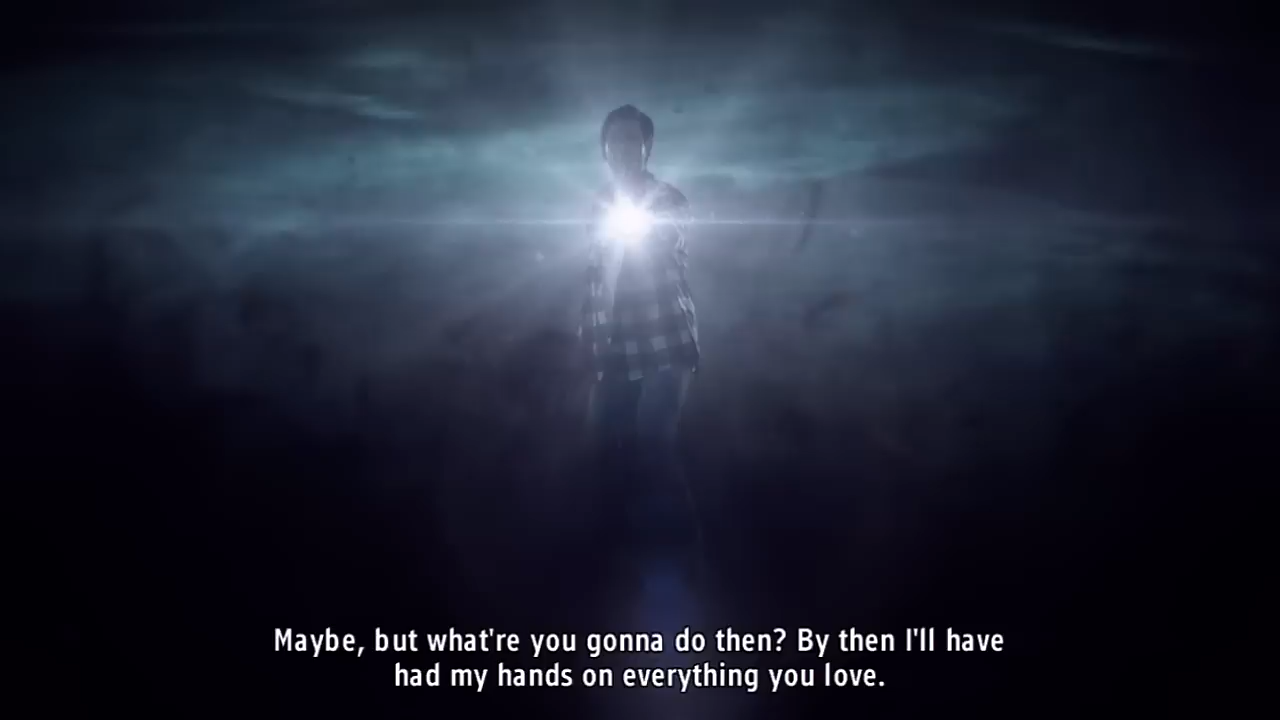 Maybe, but what're you gonna do then? By then I'll have
had my hands on everything you love.